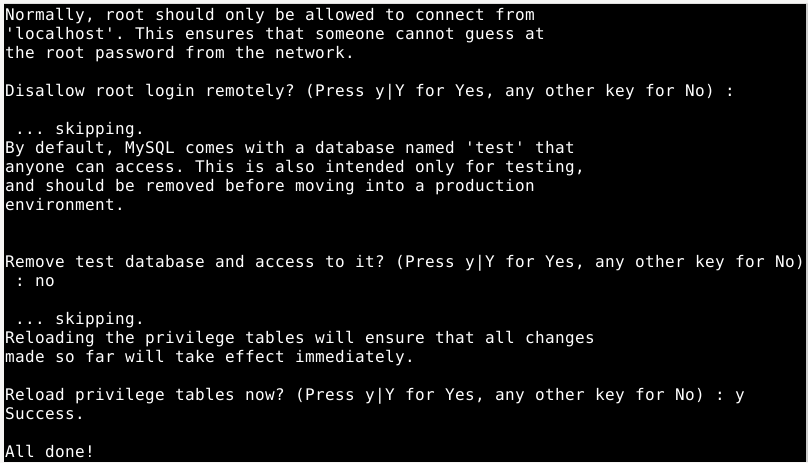 Normally, root should only be allowed to connect from
'localhost'. This ensures that someone cannot guess at
the root password from the network.
Disallow root login remotely? (Press y|Y for Yes, any other key for No) :
... skipping.
By default, MySQL comes with a database named 'test' that
anyone can access. This is also intended only for testing,
and should be removed before moving into a production
environment.
Remove test database and access to it? (Press y|Y for Yes, any other key for No)
: no
... skipping.
Reloading the privilege tables will ensure that all changes
made so far will take effect immediately.
Reload privilege tables now? (Press y|Y for Yes, any other key for No) : y
Success.
All done!